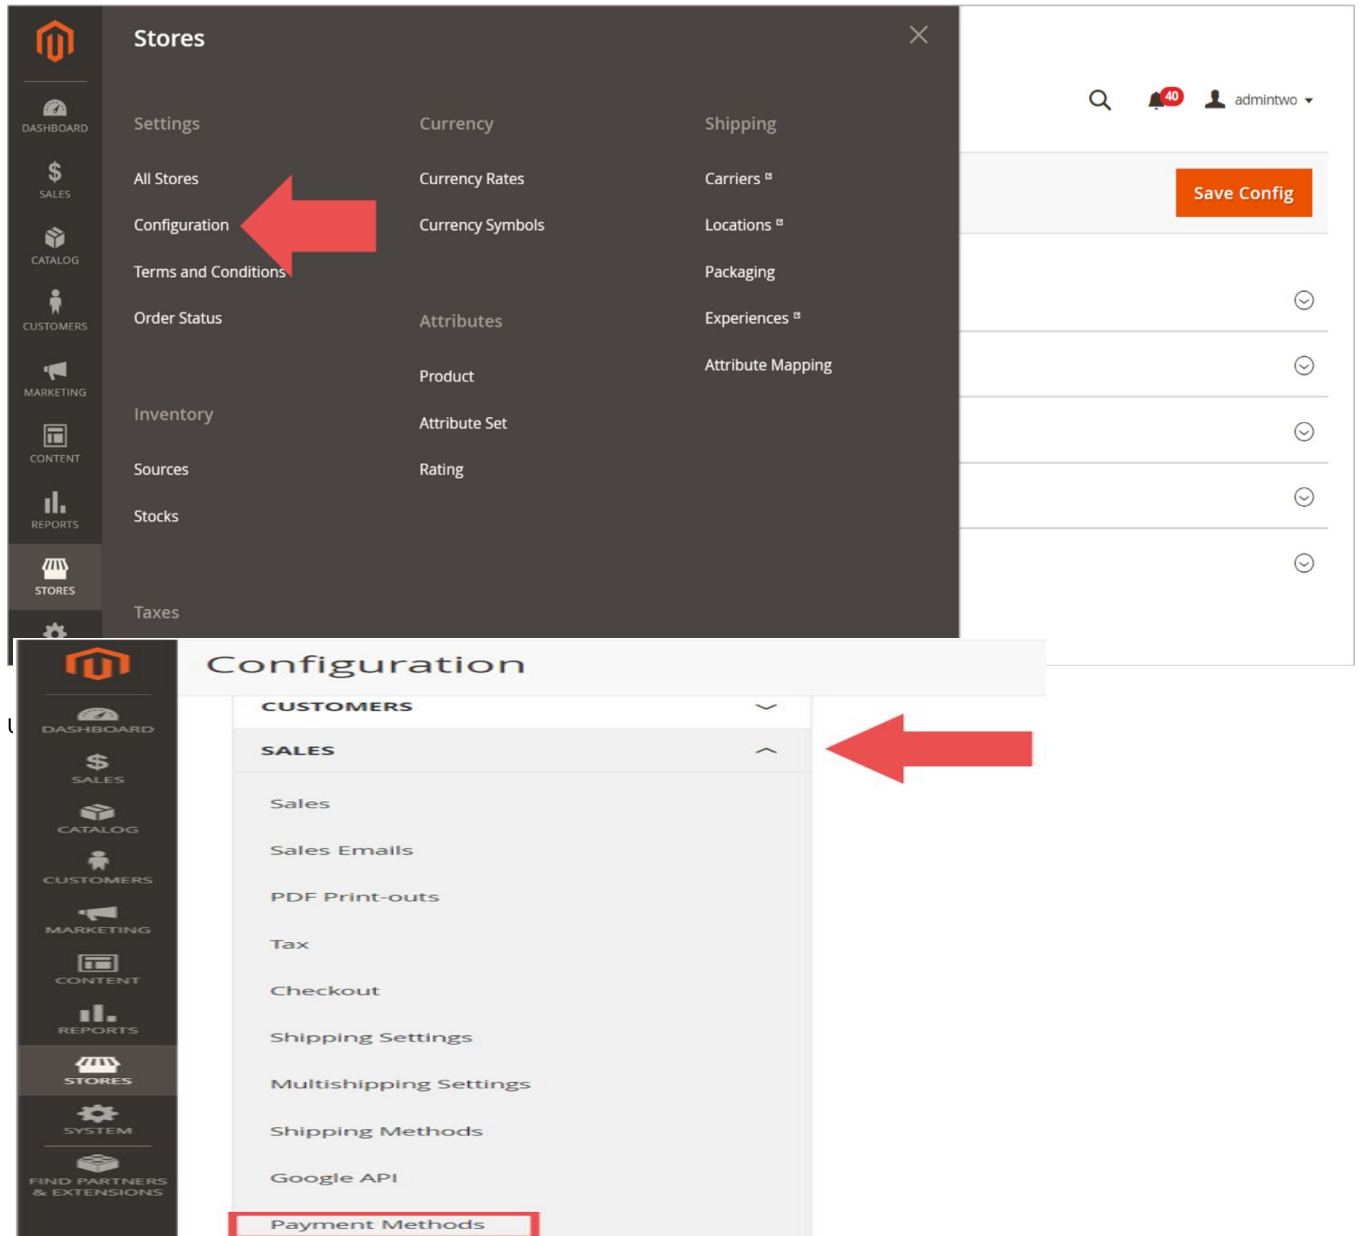 Stores
40
admintwo
DASHBOARD
Settings
Currency
Shipping
SALES
All Stores
Currency Rates
Carriers
Save Config
Configuration
Currency Symbols
Locations
CATALOG
Terms and Conditions
Packaging
CUSTOMERS
Order Status
Attributes
Experiences
Product
Attribute Mapping
MARKETING
Inventory
Attribute Set
CONTENT
Sources
Rating
REPORTS
Stocks
STORES
Taxes
Configuration
CUSTOMERS
DASHBOARD
SALES
SALES
Sales
CATALOG
Sales Emails
CUSTOMERS
PDF Print-outs
MARKETING
Tax
CONTENT
Checkout
REPORTS
Shipping Settings
STORES
Multishipping Settings
SYSTEM
Shipping Methods
FIND PARTNERS
& EXTENSIONS
Google API
Payment Methods